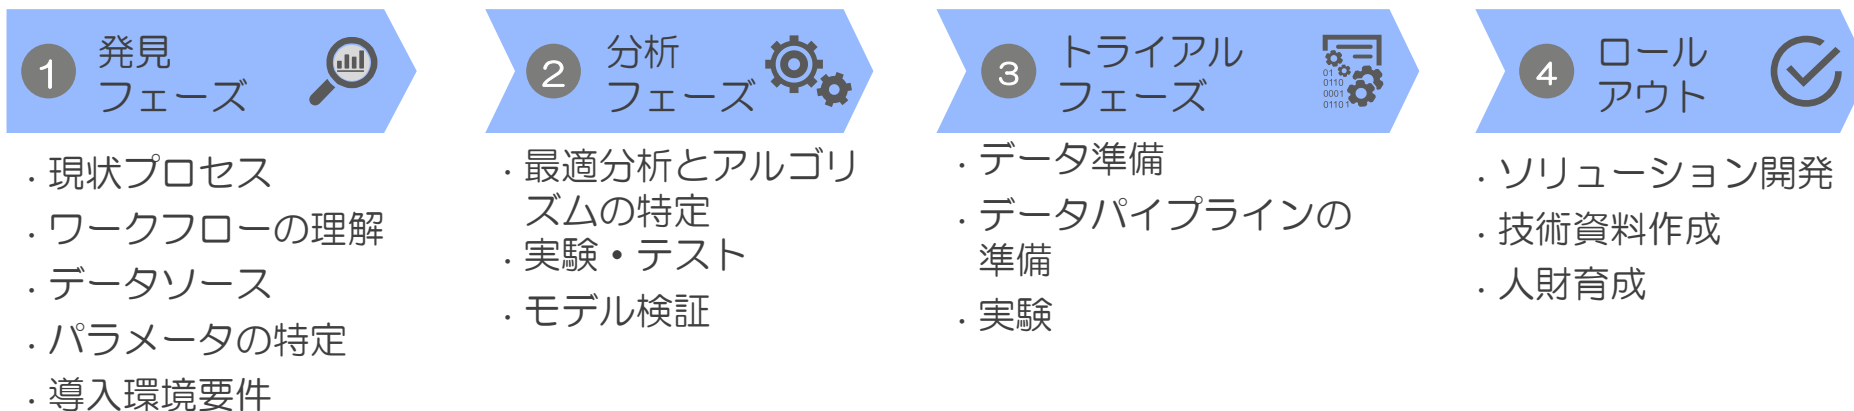 1
発見
フェーズ
・現状プロセス
・ワークフローの理解
・データソース
・パラメータの特定
・導入環境要件
2
分析
フェーズ
・最適分析とアルゴリ
ズムの特定
・実験・テスト
・モデル検証
3
トライアル
フェーズ
01
0110
0001
01101
・データ準備
・データパイプラインの
準備
・実験
4
ロール
アウト
・ソリューション開発
・技術資料作成
・人財育成